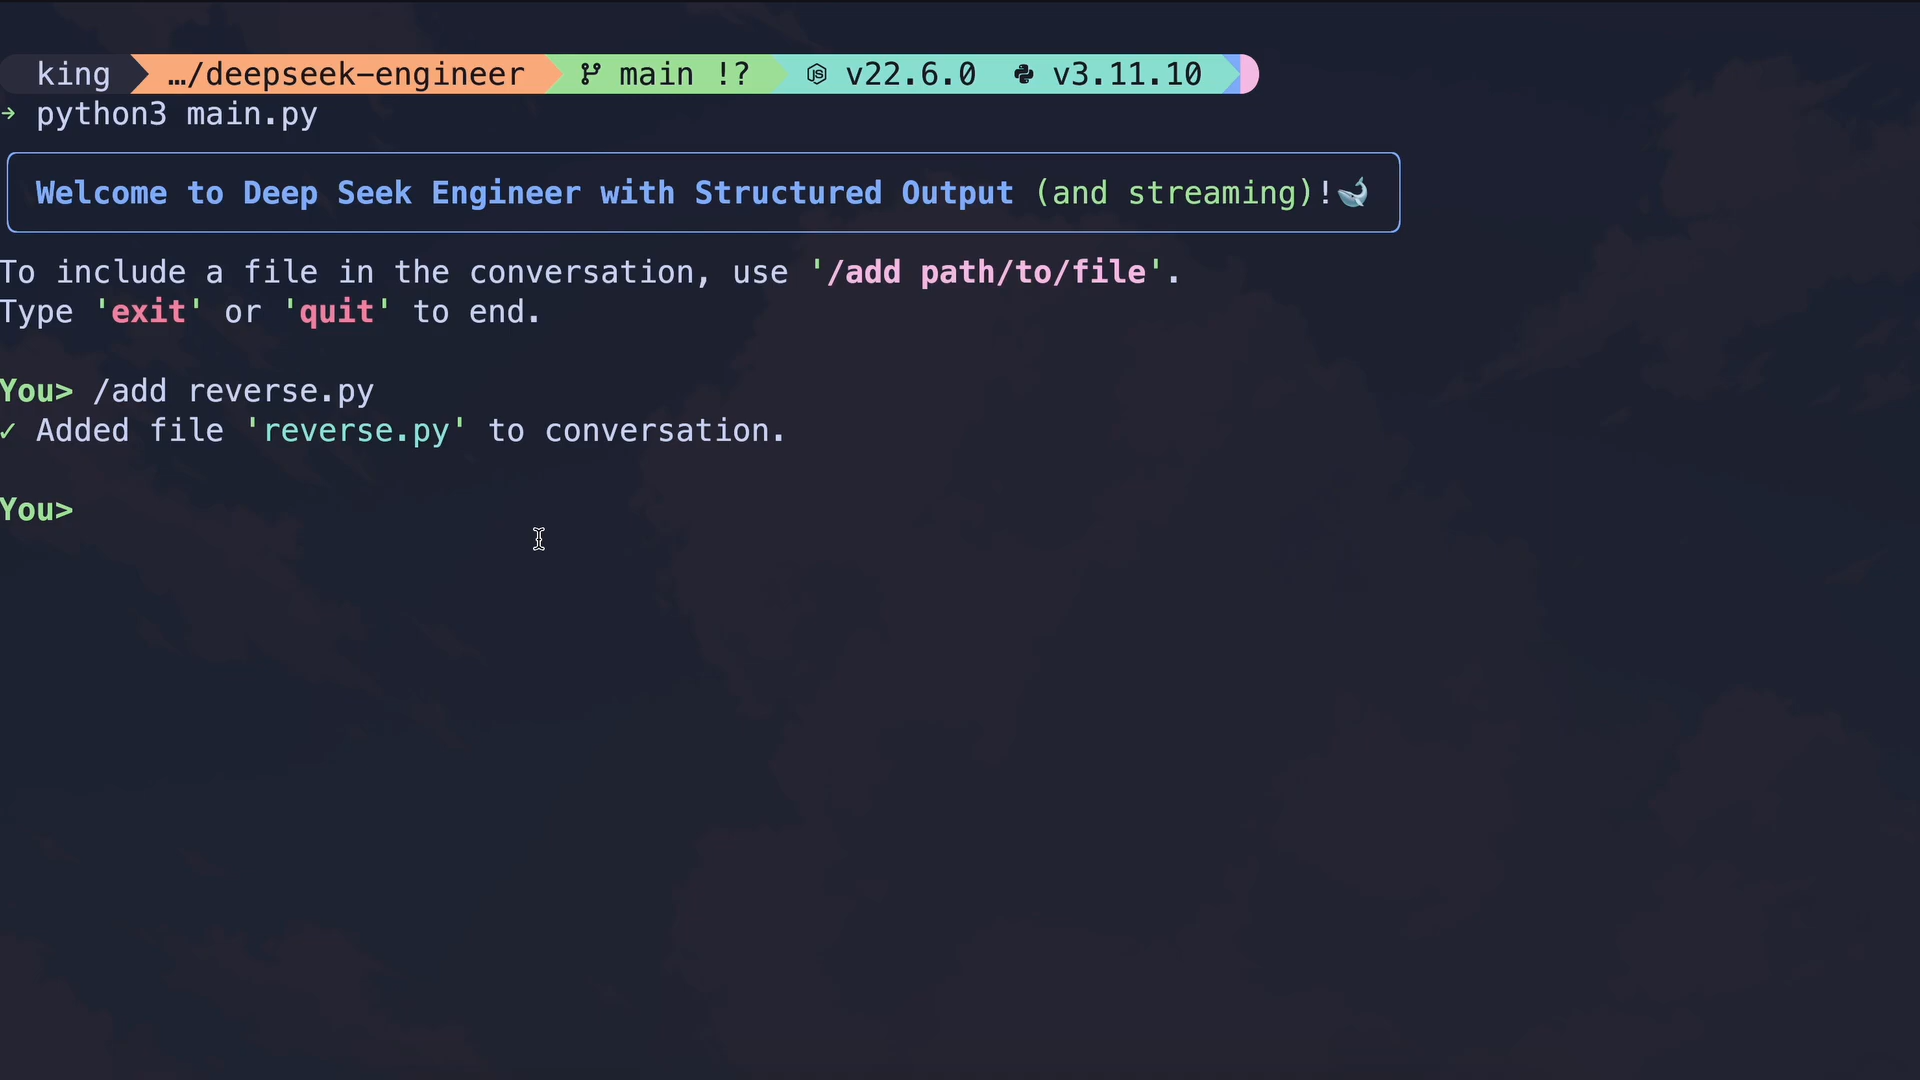 king …/deepseek-engineer main !? v22.6.0 v3.11.10
→ python3 main.py
Welcome to Deep Seek Engineer with Structured Output (and streaming)!🐋
To include a file in the conversation, use '/add path/to/file'.
Type 'exit' or 'quit' to end.
You> /add reverse.py
✓ Added file 'reverse.py' to conversation.
You>